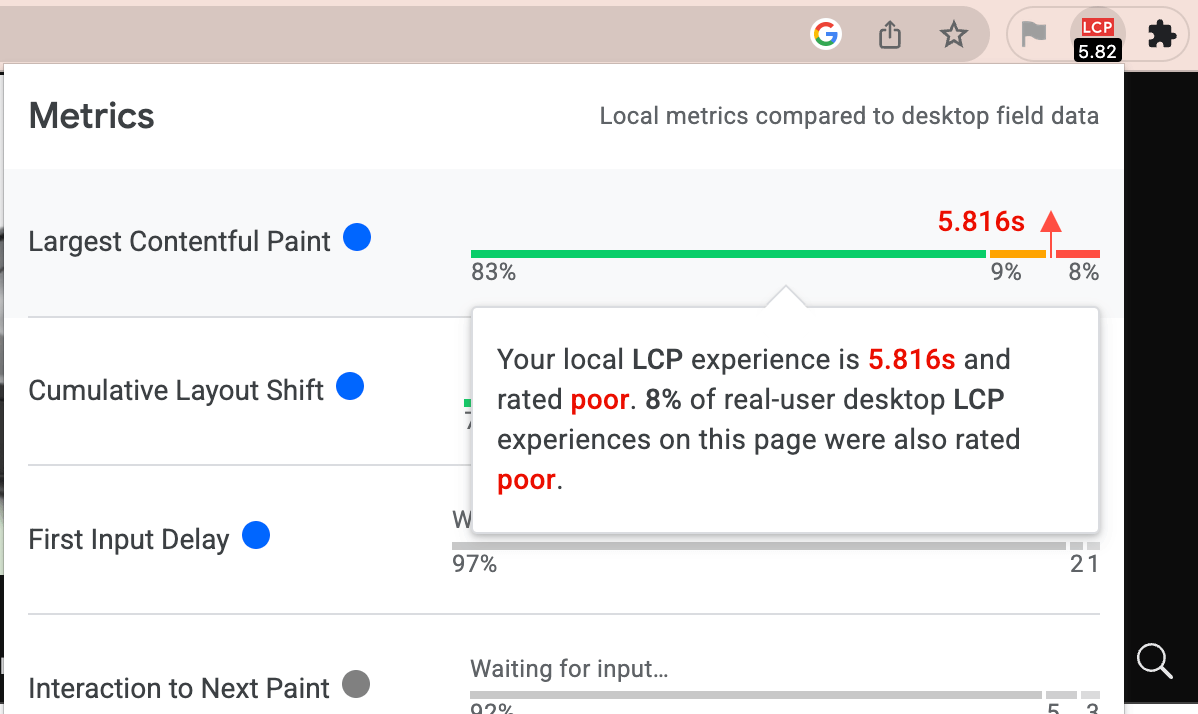 LCP
5.82
Metrics
Local metrics compared to desktop field data
Largest Contentful Paint
5.816s
83%
9%
8%
Your local LCP experience is 5.816s and
rated poor. 8% of real-user desktop LCP
experiences on this page were also rated
poor.
Cumulative Layout Shift
First Input Delay
97%
2 1
Interaction to Next Paint
Waiting for input...
92%
5
3